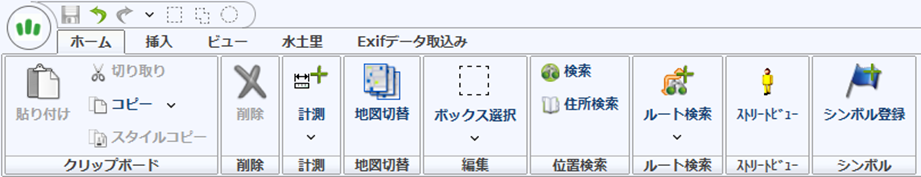 ホーム 挿入 ビュー 水土里 Exifデータ取込み
貼り付け
切り取り
コピー
スタイルコピー
クリップボード
削除
削除
計測
計測
地図切替
地図切替
ボックス選択
編集
検索
住所検索
位置検索
ルート検索
ルート検索
ｽﾄﾘｰﾄﾋﾞｭｰ
ｽﾄﾘｰﾄﾋﾞｭｰ
シンボル登録
シンボル